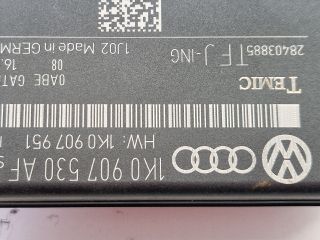 1K0 907 530 AF S
HW: 1K0 907 951
TEMIC
0ABE GAT
08 16.
28403885 TF J-ING
1J02 Made in GERM